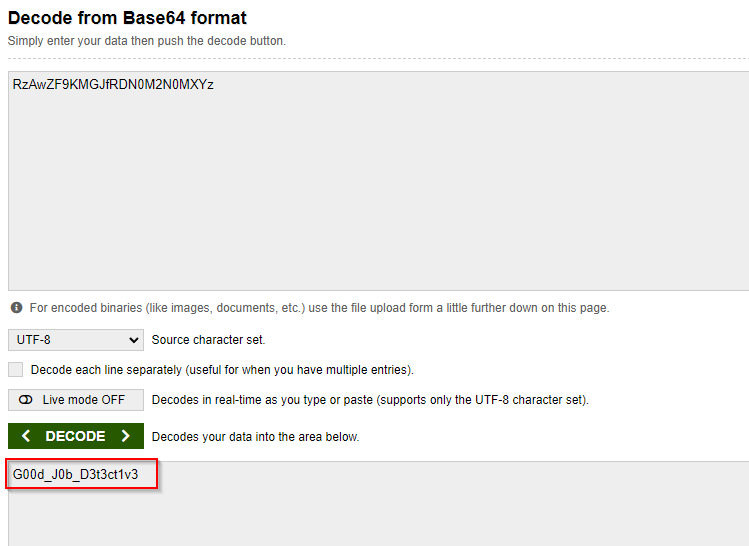 Decode from Base64 format
Simply enter your data then push the decode button.
RzAwZF9KMGJfRDN0M2N0MXYz
For encoded binaries (like images, documents, etc.) use the file upload form a little further down on this page.
UTF-8 Source character set.
Decode each line separately (useful for when you have multiple entries).
Live mode OFF Decodes in real-time as you type or paste (supports only the UTF-8 character set).
DECODE Decodes your data into the area below.
G00d_J0b_D3t3ct1v3